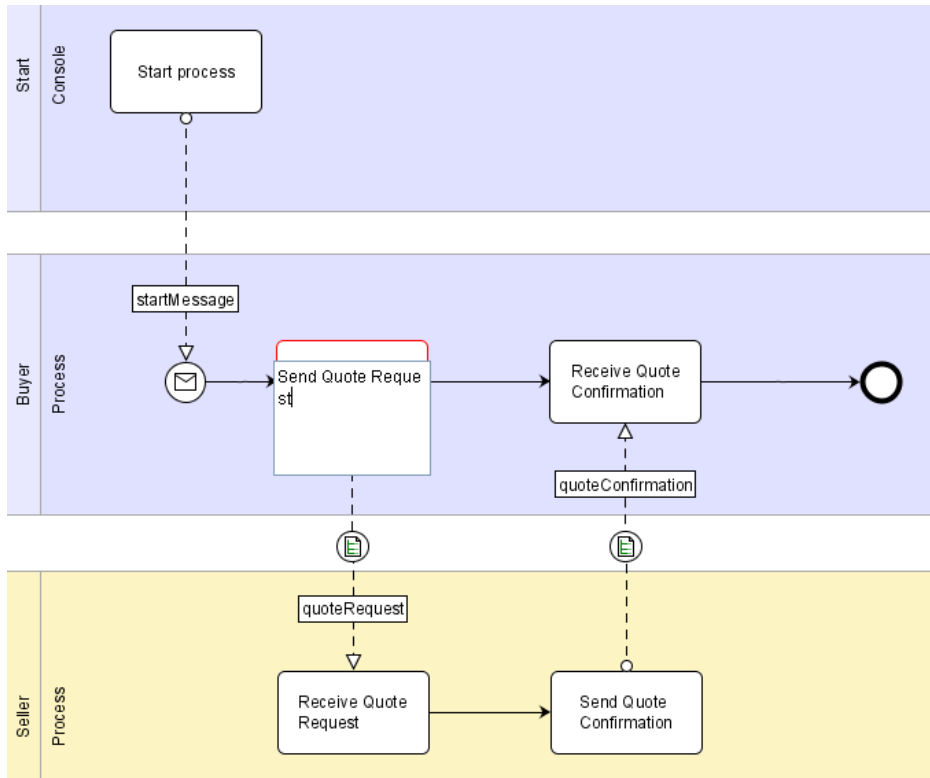 Start
Console
Start process
startMessage
Buyer
Process
Send Quote Reque
st
Receive Quote
Confirmation
quoteConfirmation
quoteRequest
Seller
Process
Receive Quote
Request
Send Quote
Confirmation